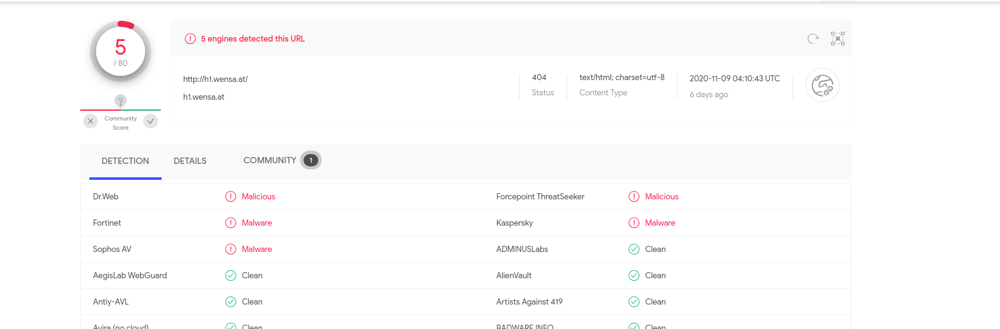 5
/ 80
?
Community
Score
5 engines detected this URL
http://h1.wensa.at/
h1.wensa.at
404
Status
text/html; charset=utf-8
Content Type
2020-11-09 04:10:43 UTC
6 days ago
DETECTION DETAILS COMMUNITY 1
Dr.Web Malicious Forcepoint ThreatSeeker Malicious
Fortinet Malware Kaspersky Malware
Sophos AV Malware ADMINUSLabs Clean
AegisLab WebGuard Clean AlienVault Clean
Antiy-AVL Clean Artists Against 419 Clean
Avira (no cloud) Clean BADWARE.INFO Clean